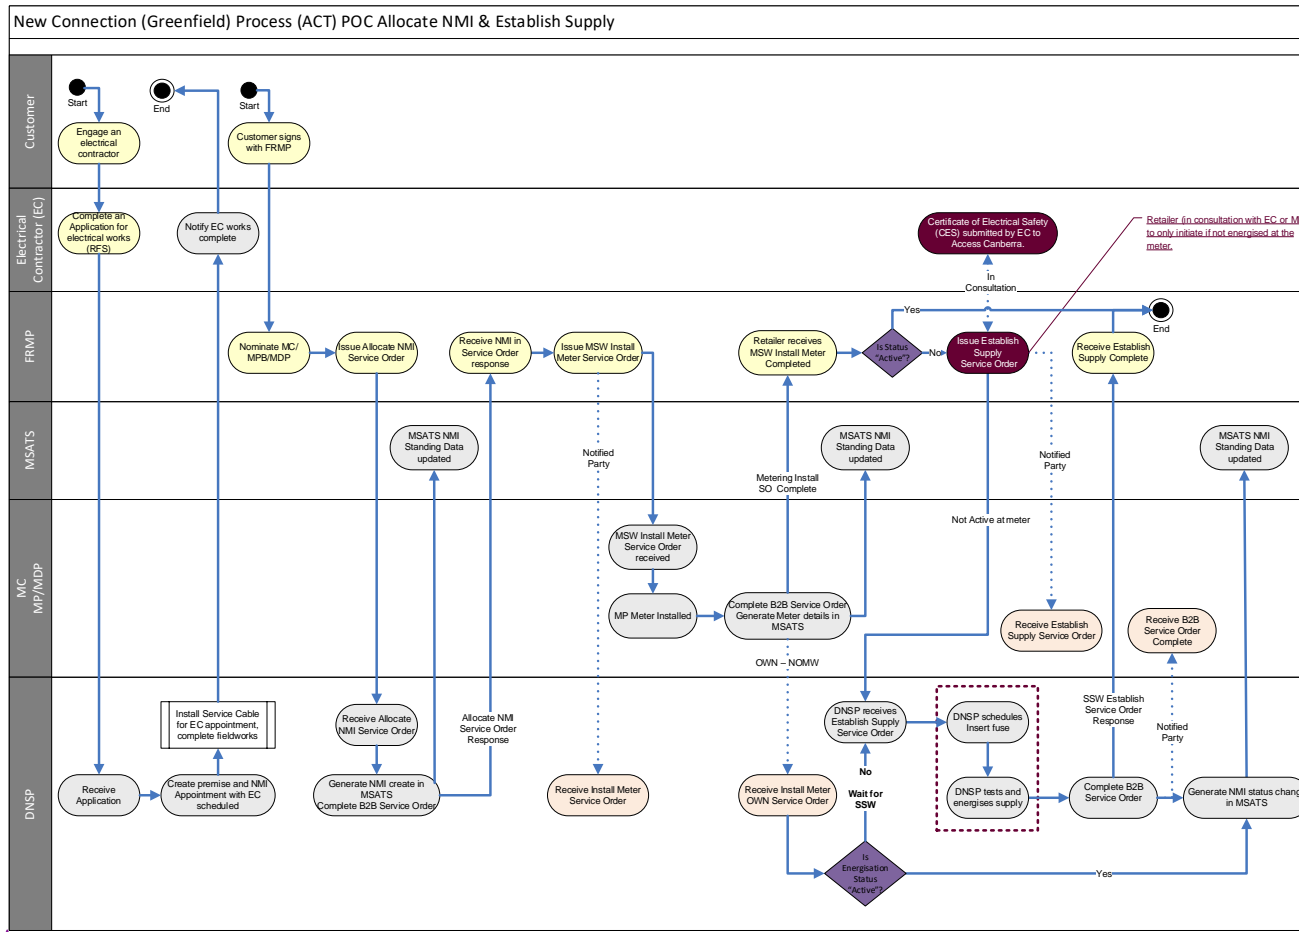 New Connection (Greenfield) Process (ACT) POC Allocate NMI & Establish Supply
Customer
Start
End
Start
Engage an
electrical
contractor
Customer signs
with FRMP
Electrical
Contractor (EC)
Complete an
Application for
electrical works
(RFS)
Notify EC works
complete
Certificate of Electrical Safety
(CES) submitted by EC to
Access Canberra.
Retailer (in consultation with EC or M
to only initiate if not energised at the
meter.
In
Consultation
FRMP
Nominate MC/
MPB/MDP
Issue Allocate NMI
Service Order
Receive NMI in
Service Order
response
Issue MSW Install
Meter Service Order
Retailer receives
MSW Install Meter
Completed
Is Status
"Active"?
Yes
No
Issue Establish
Supply
Service Order
Receive Establish
Supply Complete
End
MSATS
MSATS NMI
Standing Data
updated
Notified
Party
Metering Install
SO Complete
MSATS NMI
Standing Data
updated
Notified
Party
MSATS NMI
Standing Data
updated
MC
MP/MDP
MSW Install Meter
Service Order
received
MP Meter Installed
Complete B2B Service Order
Generate Meter details in
MSATS
Not Active at meter
OWN – NOMW
Receive Establish
Supply Service Order
Receive B2B
Service Order
Complete
DNSP
Install Service Cable
for EC appointment,
complete fieldworks
Receive
Application
Create premise and NMI
Appointment with EC
scheduled
Receive Allocate
NMI Service Order
Generate NMI create in
MSATS
Complete B2B Service Order
Allocate NMI
Service Order
Response
Receive Install Meter
Service Order
Receive Install Meter
OWN Service Order
DNSP receives
Establish Supply
Service Order
No
Wait for
SSW
Is
Energisation
Status
"Active"?
Yes
DNSP schedules
Insert fuse
DNSP tests and
energises supply
SSW Establish
Service Order
Response
Complete B2B
Service Order
Notified
Party
Generate NMI status chang
in MSATS